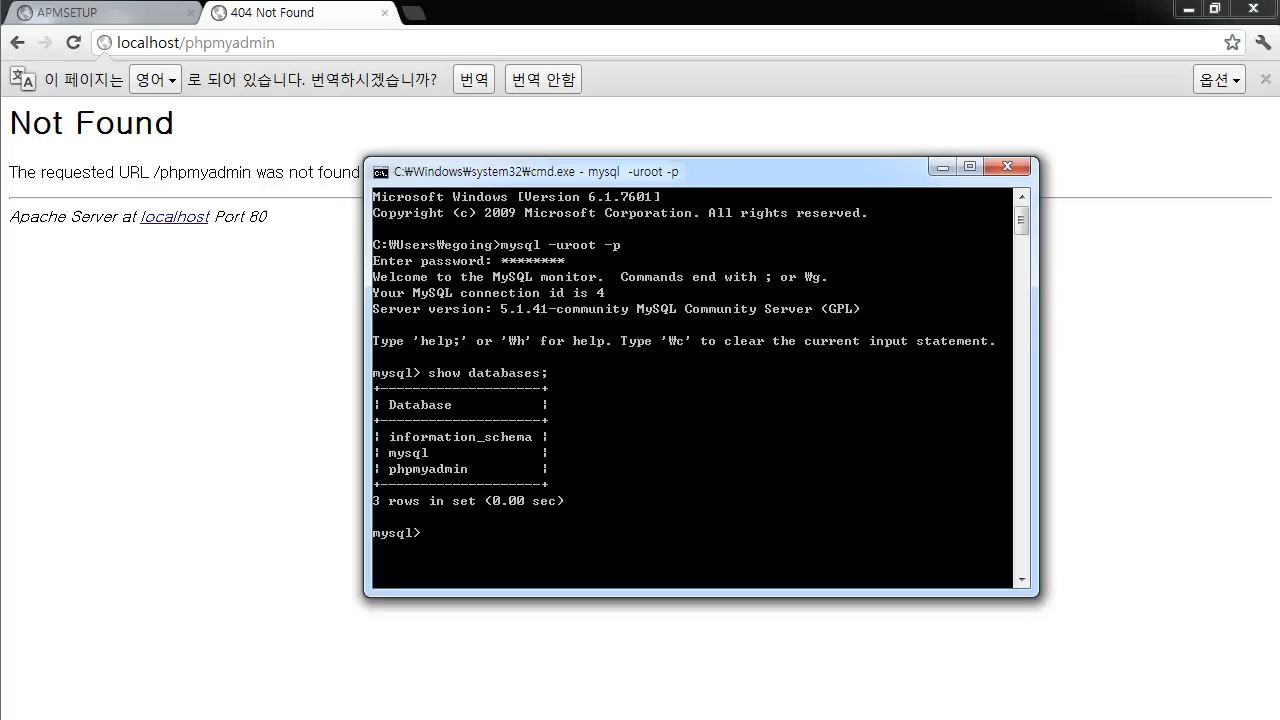 APMSETUP
404 Not Found
localhost/phpmyadmin
이 페이지는 영어 로 되어 있습니다. 번역하시겠습니까? 번역 번역 안함 옵션
Not Found
The requested URL /phpmyadmin was not found
Apache Server at localhost Port 80
C:₩Windows₩system32₩cmd.exe - mysql -uroot -p
Microsoft Windows [Version 6.1.7601]
Copyright (c) 2009 Microsoft Corporation. All rights reserved.
C:₩Users₩egoing>mysql -uroot -p
Enter password: ********
Welcome to the MySQL monitor.  Commands end with ; or ₩g.
Your MySQL connection id is 4
Server version: 5.1.41-community MySQL Community Server (GPL)
Type 'help;' or '₩h' for help. Type '₩c' to clear the current input statement.
mysql> show databases;
+--------------------+
| Database           |
+--------------------+
| information_schema |
| mysql              |
| phpmyadmin         |
+--------------------+
3 rows in set (0.00 sec)
mysql>